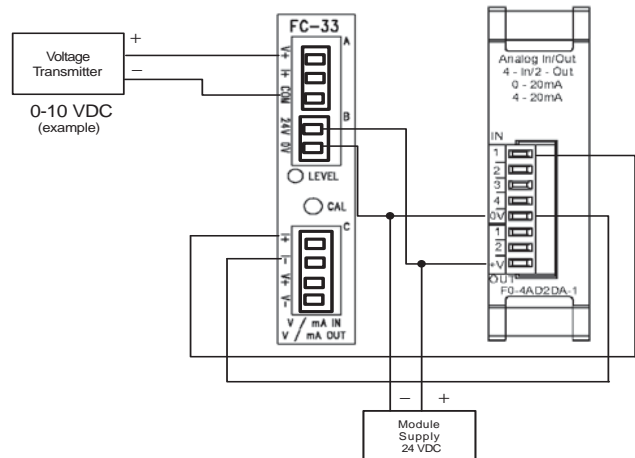 Voltage
Transmitter
+
−
0-10 VDC
(example)
FC-33
A
V+
I+
COM
B
24V
0V
LEVEL
CAL
C
I+
I-
V+
V-
V / mA IN
V / mA OUT
Analog In/Out
4 - In/2 - Out
0 - 20mA
4 - 20mA
IN
1
2
3
4
0V
1
2
+V
OUT
F0-4AD2DA-1
− +
Module
Supply
24 VDC